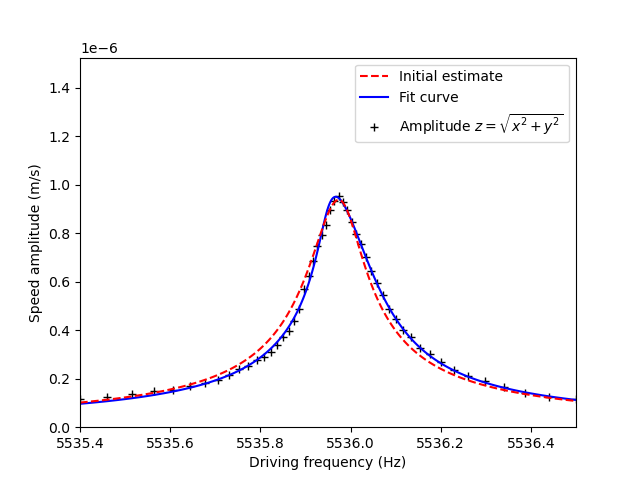 1e−6
1.4
1.2
1.0
0.8
0.6
0.4
0.2
0.0
Speed amplitude (m/s)
Initial estimate
Fit curve
Amplitude z = √x² + y²
5535.4 5535.6 5535.8 5536.0 5536.2 5536.4
Driving frequency (Hz)